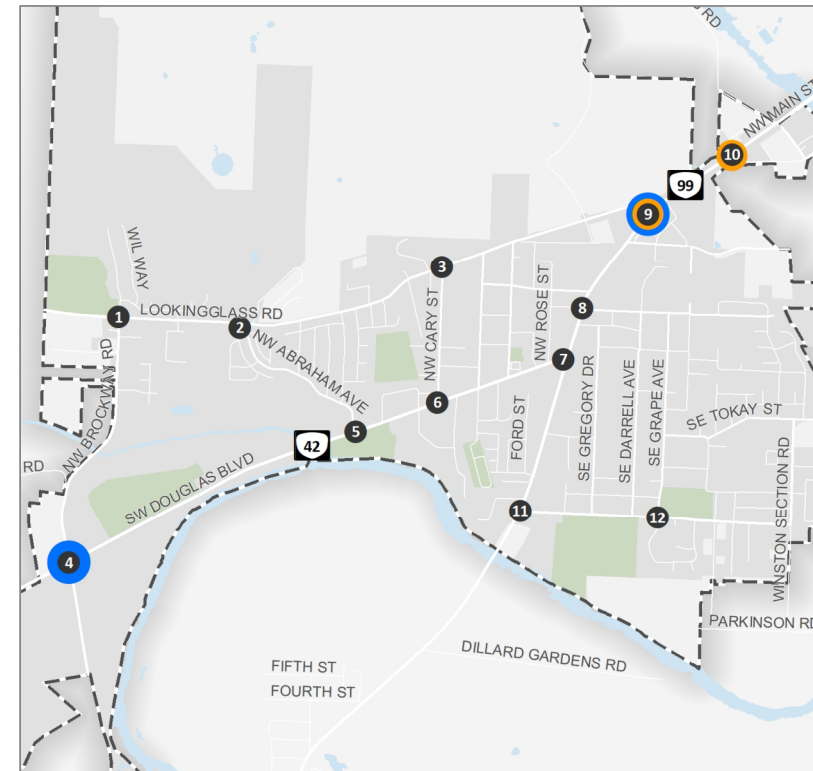 RD
NW MAIN ST
10
99
9
WIL WAY
3
1
LOOKINGGLASS RD
2
NW CARY ST
NW ROSE ST
8
NW ABRAHAM AVE
7
NW BROCKWAY RD
6
5
42
FORD ST
SE GREGORY DR
SE DARRELL AVE
SE GRAPE AVE
SE TOKAY ST
RD
SW DOUGLAS BLVD
11
12
WINSTON SECTION RD
4
PARKINSON RD
DILLARD GARDENS RD
FIFTH ST
FOURTH ST